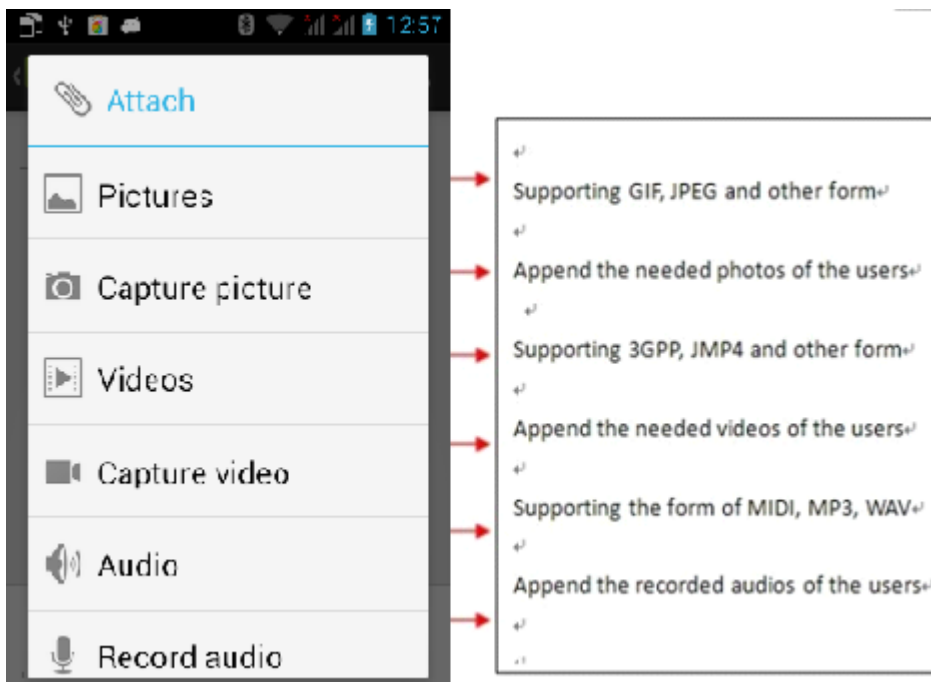 12:57
Attach
Pictures
Capture picture
Videos
Capture video
Audio
Record audio
Supporting GIF, JPEG and other form
Append the needed photos of the users
Supporting 3GPP, JMP4 and other form
Append the needed videos of the users
Supporting the form of MIDI, MP3, WAV
Append the recorded audios of the users